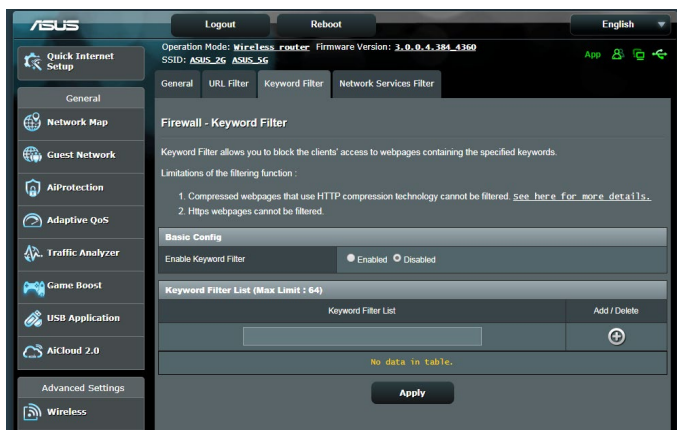 ASUS
Logout
Reboot
English
Quick Internet
Setup
Operation Mode: Wireless router Firmware Version: 3.0.0.4.384_4360
SSID: ASUS_2G ASUS_5G
App
General
URL Filter
Keyword Filter
Network Services Filter
General
Network Map
Guest Network
AiProtection
Adaptive QoS
Traffic Analyzer
Game Boost
USB Application
AiCloud 2.0
Advanced Settings
Wireless
Firewall - Keyword Filter
Keyword Filter allows you to block the clients' access to webpages containing the specified keywords.
Limitations of the filtering function :
1. Compressed webpages that use HTTP compression technology cannot be filtered. See here for more details.
2. Https webpages cannot be filtered.
Basic Config
Enable Keyword Filter
Enabled Disabled
Keyword Filter List (Max Limit : 64)
Keyword Filter List
Add / Delete
No data in table.
Apply